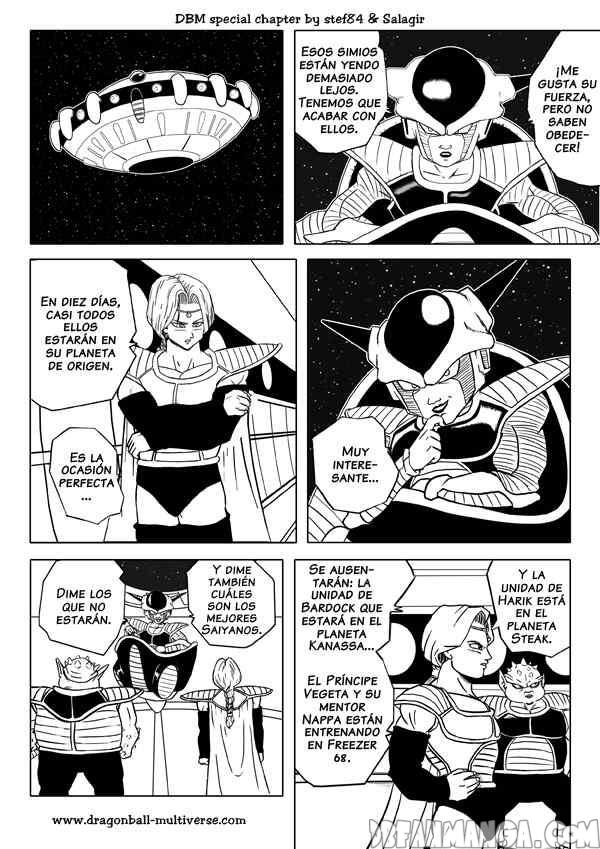 DBM special chapter by stef84 & Salagir
¡Me
gusta su
fuerza,
pero no
saben
obede-
cer!
Esos simios
están yendo
demasiado
lejos.
Tenemos que
acabar con
ellos.
En diez días,
casi todos
ellos
estarán en
su planeta
de origen.
Es la
ocasión
perfecta
...
Muy
intere-
sante...
Dime los
que no
estarán.
Y dime
también
cuáles
son los
mejores
Saiyanos.
Se ausen-
tarán: la
unidad de
Bardock que
estará en el
planeta
Kanassa...
El Príncipe
Vegeta y su
mentor
Nappa están
entrenando
en Freezer
68.
Y la
unidad de
Harik está
en el
planeta
Steak.
www.dragonball-multiverse.com
DBFANMANGA.COM